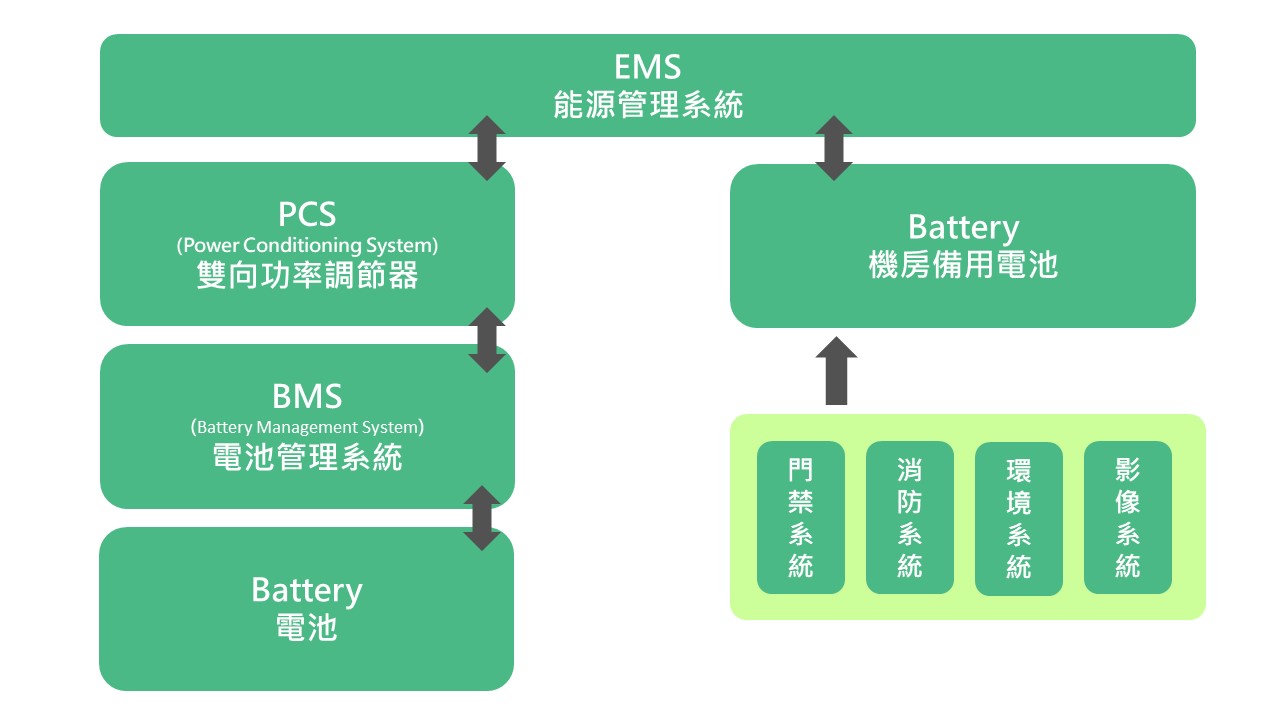 EMS
能源管理系統
PCS
(Power Conditioning System)
雙向功率調節器
Battery
機房備用電池
BMS
(Battery Management System)
電池管理系統
Battery
電池
門禁系統
消防系統
環境系統
影像系統